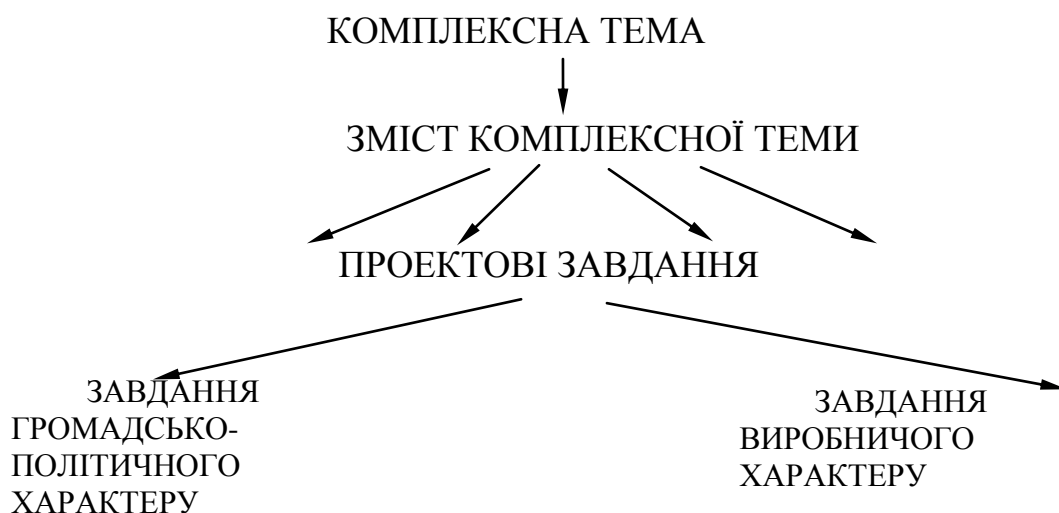 КОМПЛЕКСНА ТЕМА
ЗМІСТ КОМПЛЕКСНОЇ ТЕМИ
ПРОЕКТОВІ ЗАВДАННЯ
ЗАВДАННЯ
ГРОМАДСЬКО-
ПОЛІТИЧНОГО
ХАРАКТЕРУ
ЗАВДАННЯ
ВИРОБНИЧОГО
ХАРАКТЕРУ